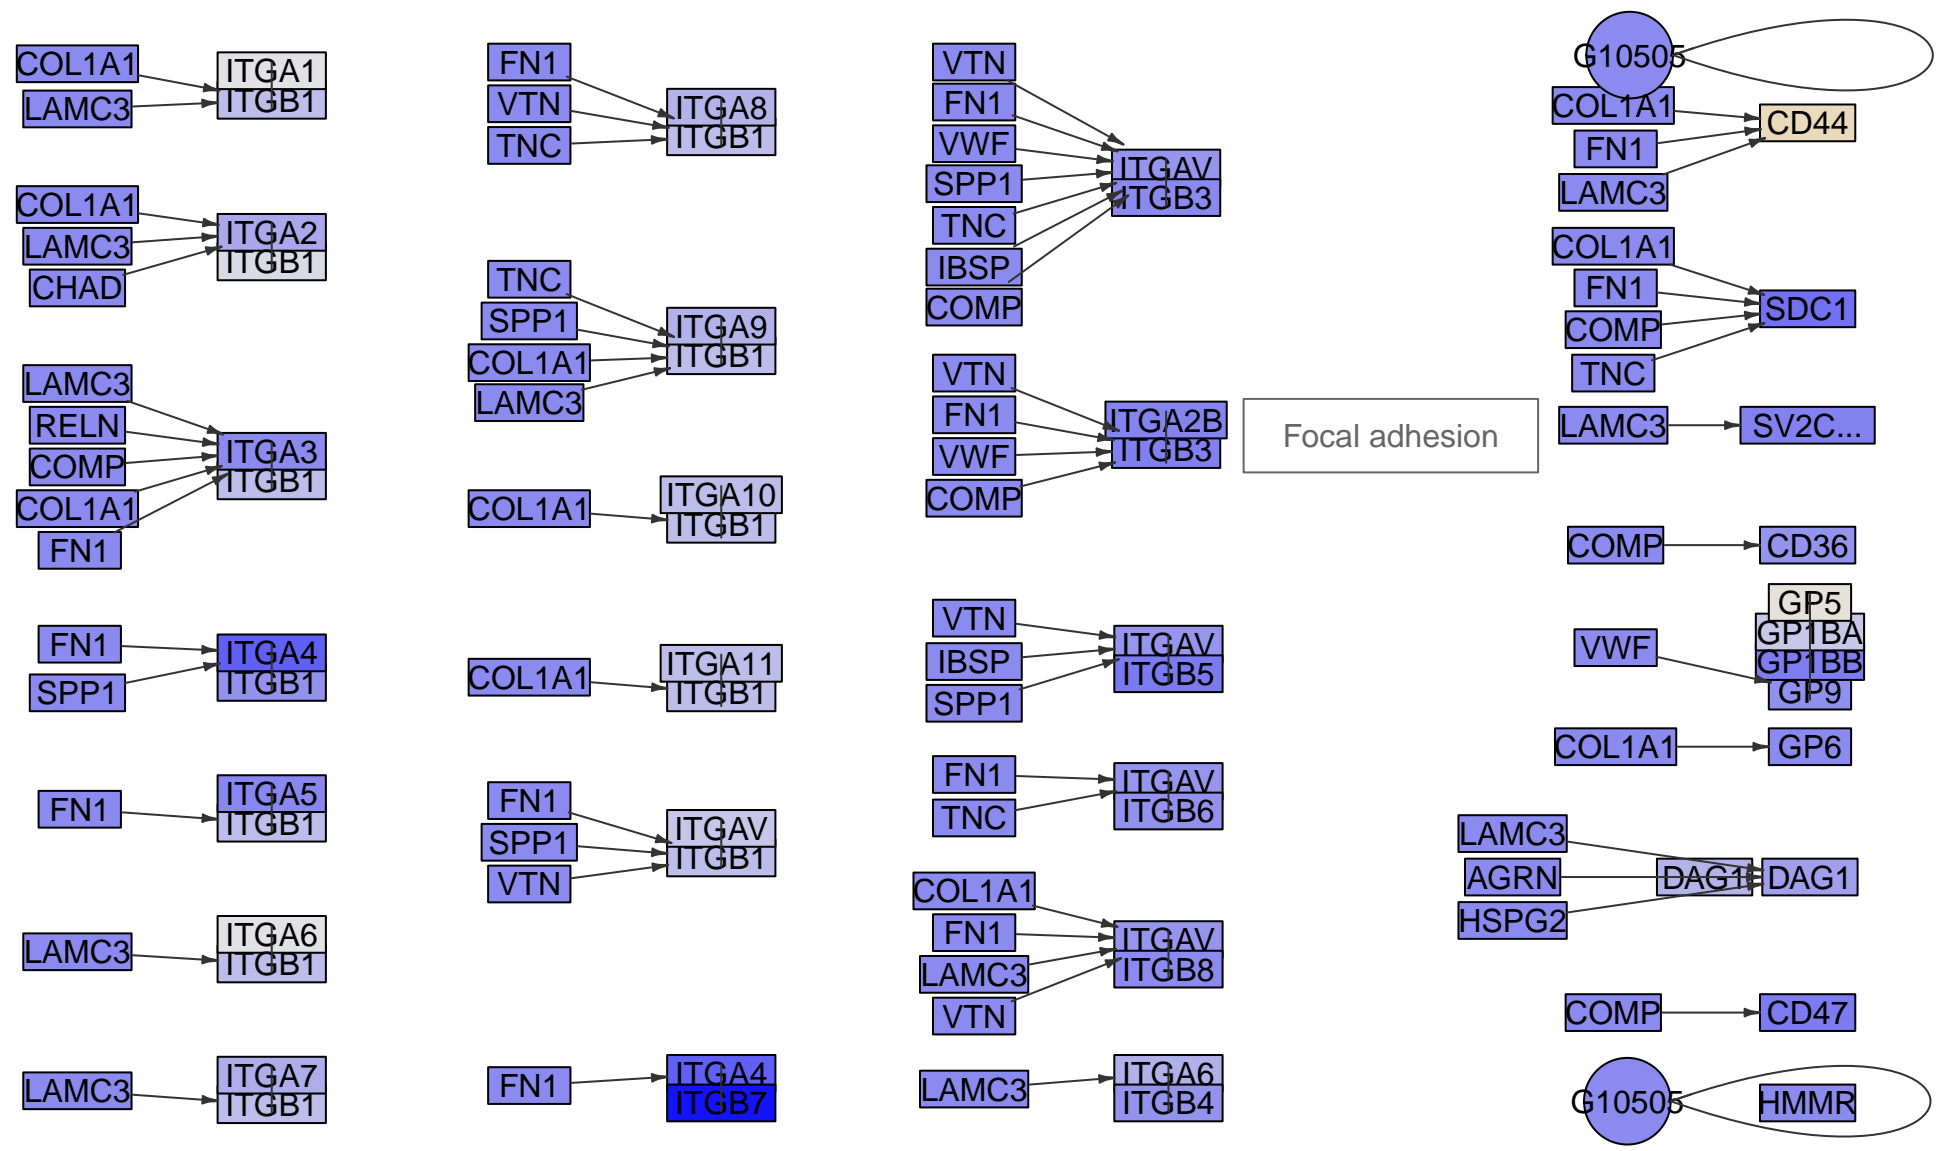 COL1A1
LAMC3
ITGA1
ITGB1
COL1A1
LAMC3
CHAD
ITGA2
ITGB1
LAMC3
RELN
COMP
COL1A1
FN1
ITGA3
ITGB1
FN1
SPP1
ITGA4
ITGB1
FN1
ITGA5
ITGB1
LAMC3
ITGA6
ITGB1
LAMC3
ITGA7
ITGB1
FN1
VTN
TNC
ITGA8
ITGB1
TNC
SPP1
COL1A1
LAMC3
ITGA9
ITGB1
COL1A1
ITGA10
ITGB1
COL1A1
ITGA11
ITGB1
FN1
SPP1
VTN
ITGAV
ITGB1
FN1
ITGA4
ITGB7
VTN
FN1
VWF
SPP1
TNC
IBSP
COMP
ITGAV
ITGB3
VTN
FN1
VWF
COMP
ITGA2B
ITGB3
Focal adhesion
VTN
IBSP
SPP1
ITGAV
ITGB5
FN1
TNC
ITGAV
ITGB6
COL1A1
FN1
LAMC3
VTN
ITGAV
ITGB8
LAMC3
ITGA6
ITGB4
G10505
COL1A1
FN1
LAMC3
CD44
COL1A1
FN1
COMP
TNC
SDC1
LAMC3
SV2C...
COMP
CD36
VWF
GP5
GP1BA
GP1BB
GP9
COL1A1
GP6
LAMC3
AGRN
HSPG2
DAG1
DAG1
COMP
CD47
G10505
HMMR